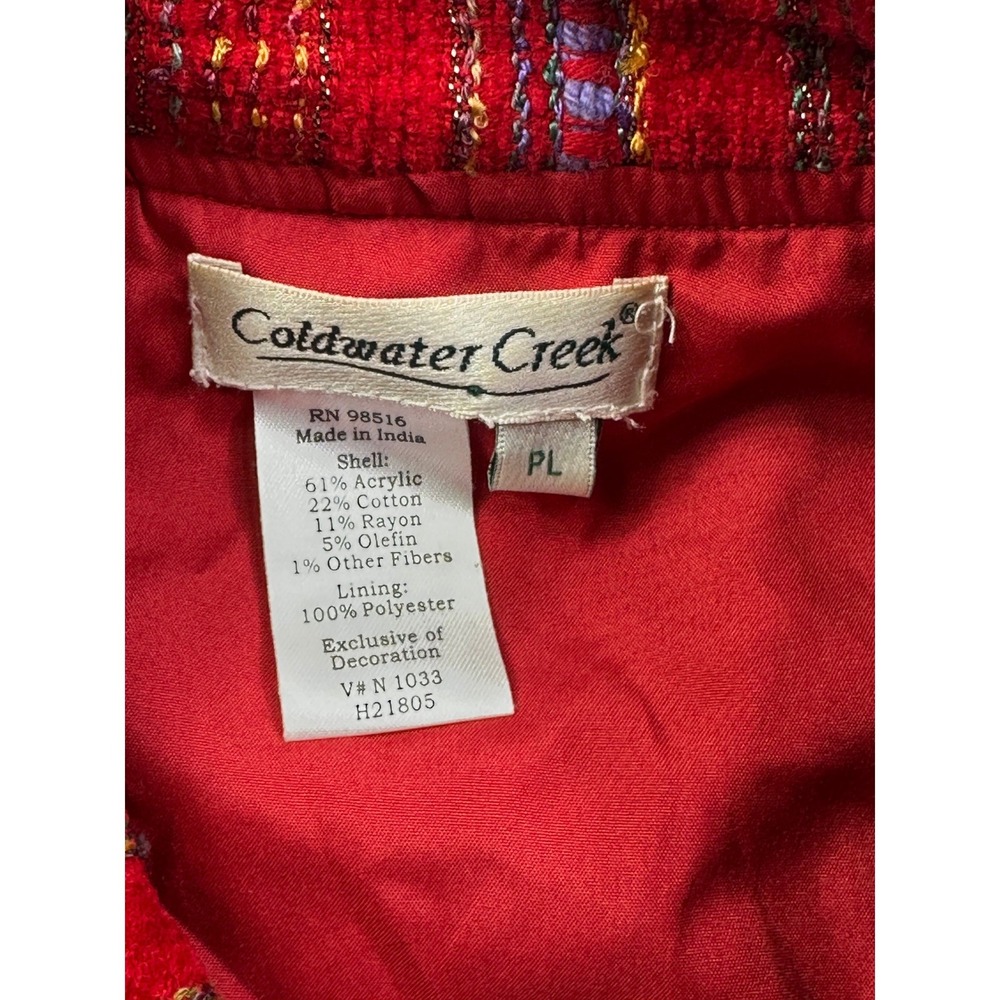 Coldwater Creek®
RN 98516
Made in India
PL
Shell:
61% Acrylic
22% Cotton
11% Rayon
5% Olefin
1% Other Fibers
Lining:
100% Polyester
Exclusive of
Decoration
V# N 1033
H21805